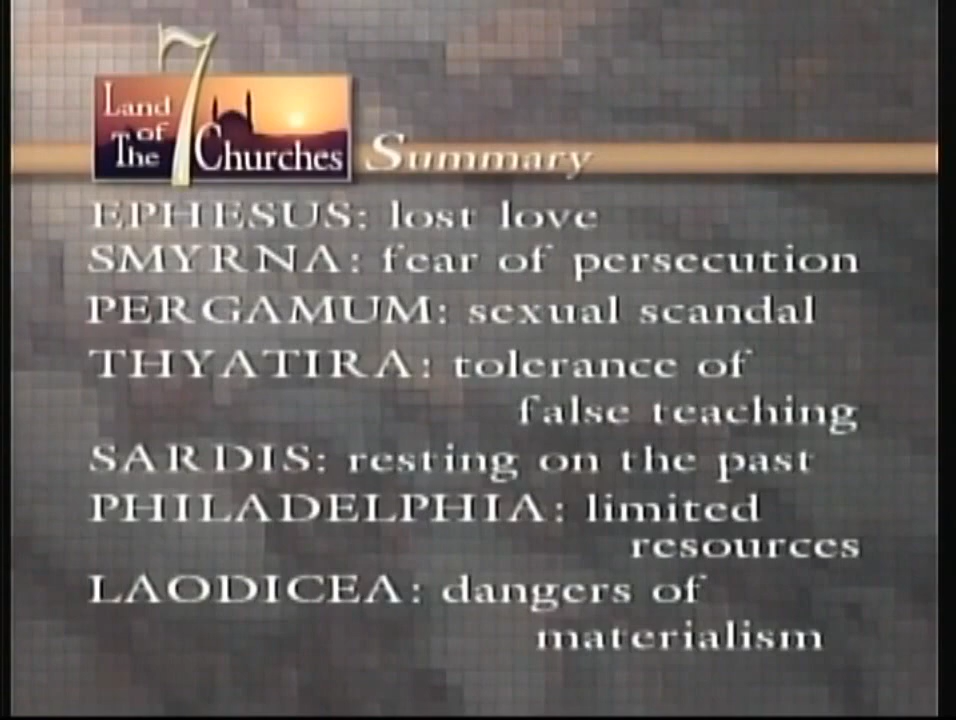 Land
of
The
7
Churches
Summary
EPHESUS: lost love
SMYRNA: fear of persecution
PERGAMUM: sexual scandal
THYATIRA: tolerance of
false teaching
SARDIS: resting on the past
PHILADELPHIA: limited
resources
LAODICEA: dangers of
materialism